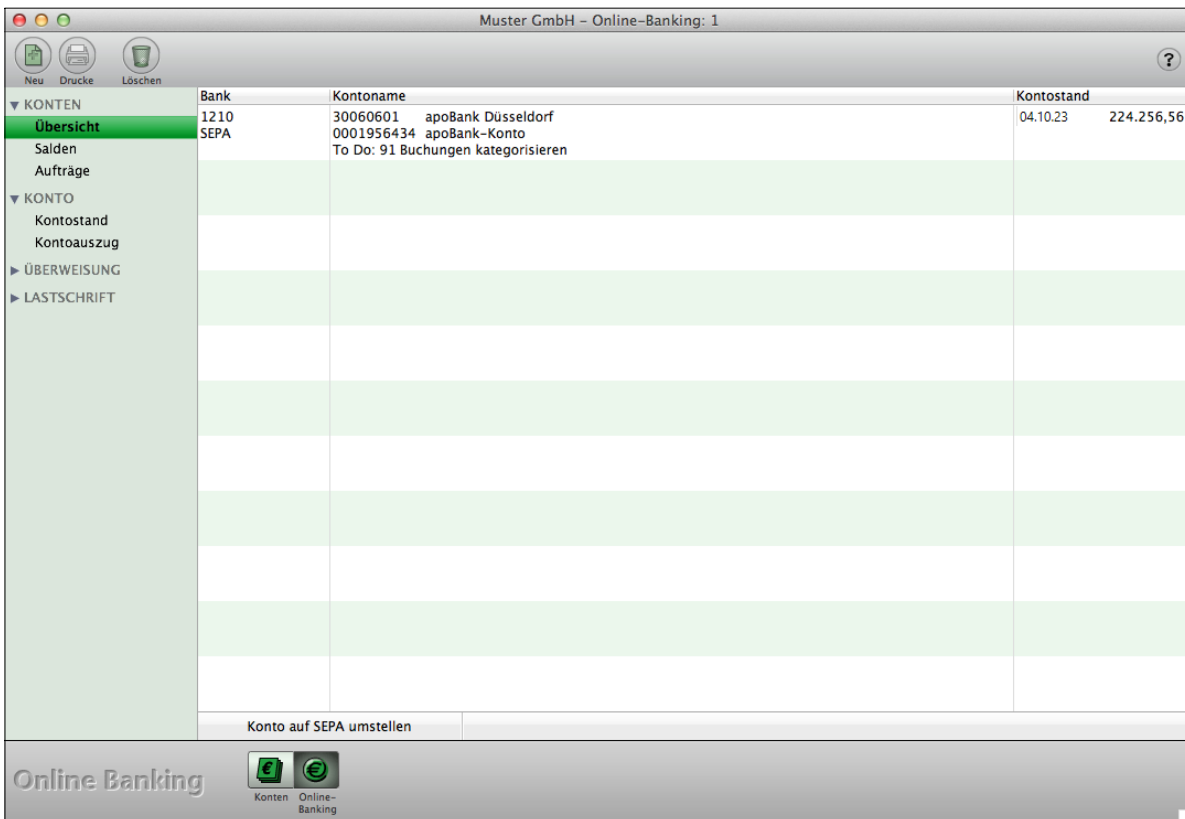 Muster GmbH – Online-Banking: 1
Neu Drucke Löschen ?
KONTEN
Übersicht
Salden
Aufträge
KONTO
Kontostand
Kontoauszug
ÜBERWEISUNG
LASTSCHRIFT
Bank Kontoname Kontostand
1210 30060601 apoBank Düsseldorf 04.10.23 224.256,56
SEPA 0001956434 apoBank-Konto
To Do: 91 Buchungen kategorisieren
Konto auf SEPA umstellen
Online Banking
Konten Online-
Banking